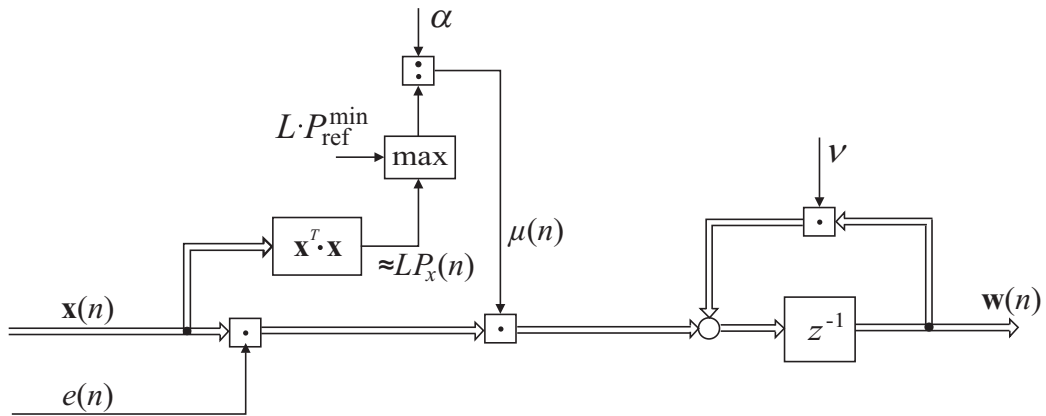 α
L·P_ref^min
max
ν
x^T·x
μ(n)
≈LP_x(n)
x(n)
w(n)
z^-1
e(n)